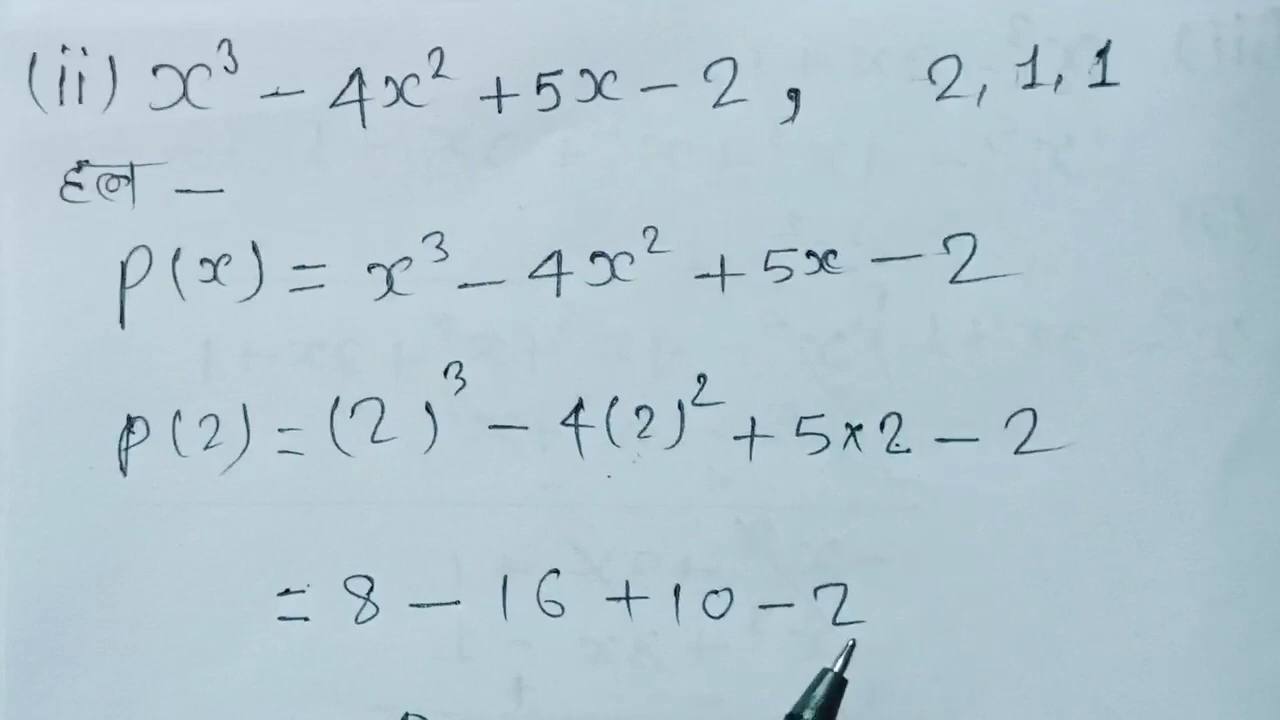 (ii) x³ - 4x² + 5x - 2, 2, 1, 1
हल -
p(x) = x³ - 4x² + 5x - 2
p(2) = (2)³ - 4(2)² + 5×2 - 2
= 8 - 16 + 10 - 2